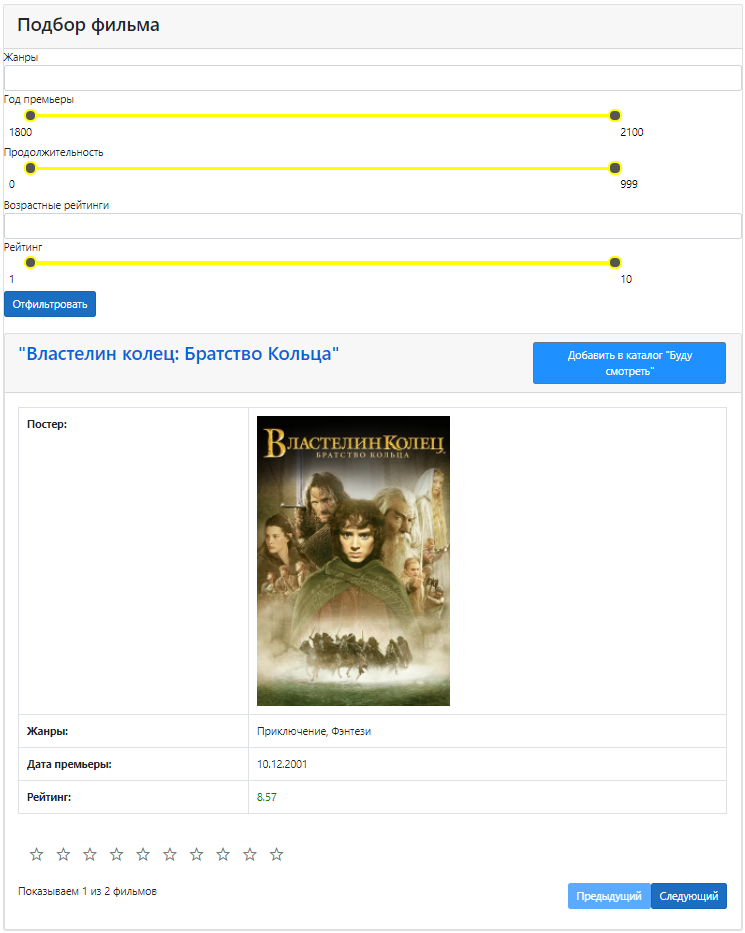 Подбор фильма
Жанры
Год премьеры
1800 2100
Продолжительность
0 999
Возрастные рейтинги
Рейтинг
1 10
Отфильтровать
"Властелин колец: Братство Кольца"
Добавить в каталог "Буду
смотреть"
Постер:
ВЛАСТЕЛИН КОЛЕЦ
БРАТСТВО КОЛЬЦА
Жанры: Приключение, Фэнтези
Дата премьеры: 10.12.2001
Рейтинг: 8.57
Показываем 1 из 2 фильмов
Предыдущий Следующий